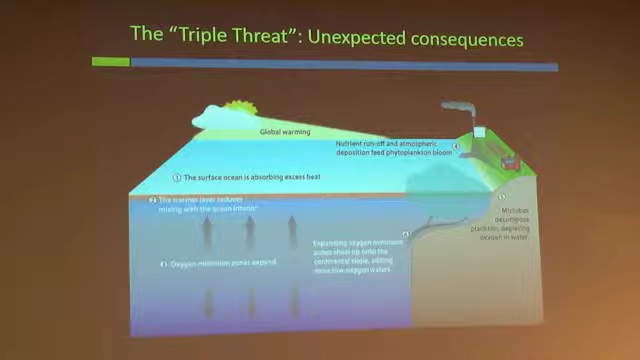 The "Triple Threat": Unexpected consequences
Global warming
Nutrient run-off and atmospheric
deposition feed phytoplankton bloom 4
1 The surface ocean is absorbing excess heat
2 The warmer layer reduces
mixing with the ocean interior
Microbes
decompose
plankton, depleting
oxygen in water.
Expanding oxygen minimum
zones shoal up onto the
continental slope, adding
more low-oxygen waters.
3 Oxygen minimum zones expand